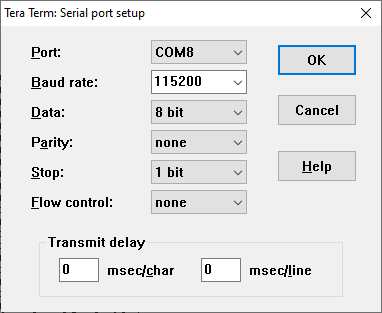 Tera Term: Serial port setup
Port: COM8 OK
Baud rate: 115200
Data: 8 bit Cancel
Parity: none
Stop: 1 bit Help
Flow control: none
Transmit delay
0 msec/char 0 msec/line